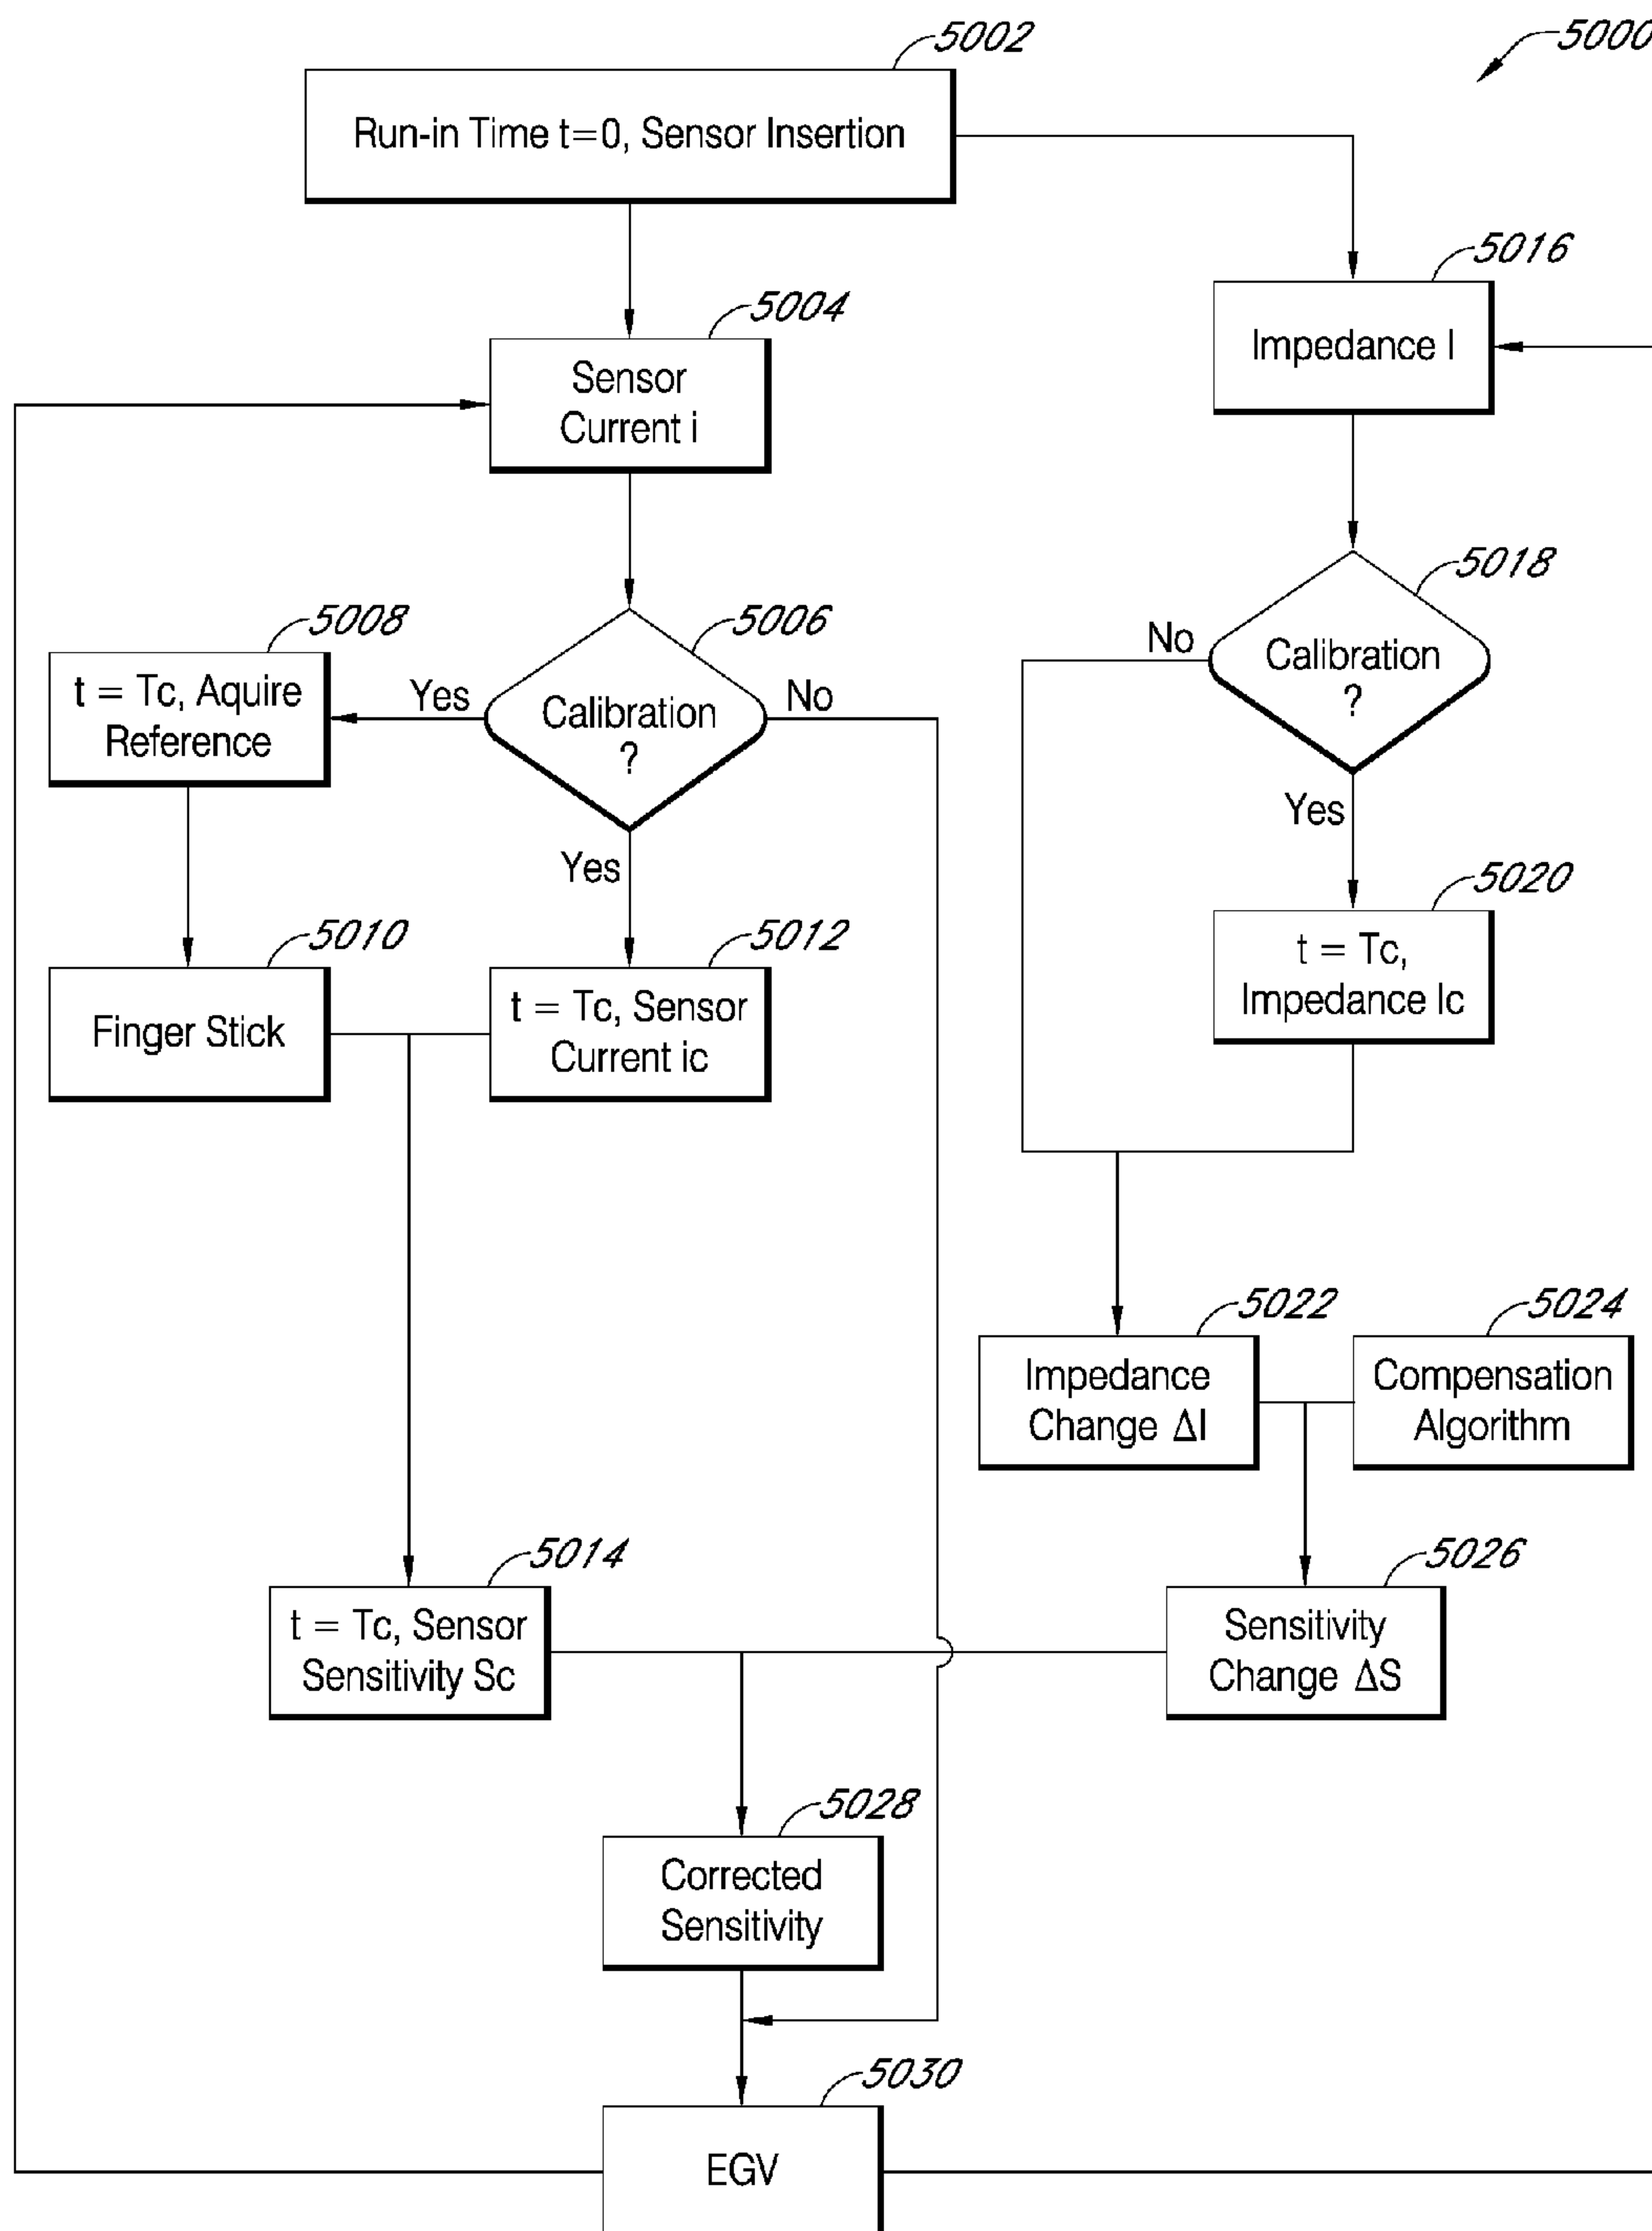 5002
5000
Run-in Time t=0, Sensor Insertion
5016
Impedance I
5004
Sensor
Current i
5018
Calibration
?
No
Yes
5008
t = Tc, Aquire
Reference
5006
Calibration
?
Yes
No
Yes
5020
t = Tc,
Impedance Ic
5010
Finger Stick
5012
t = Tc, Sensor
Current ic
5022
Impedance
Change ΔI
5024
Compensation
Algorithm
5014
t = Tc, Sensor
Sensitivity Sc
5026
Sensitivity
Change ΔS
5028
Corrected
Sensitivity
5030
EGV